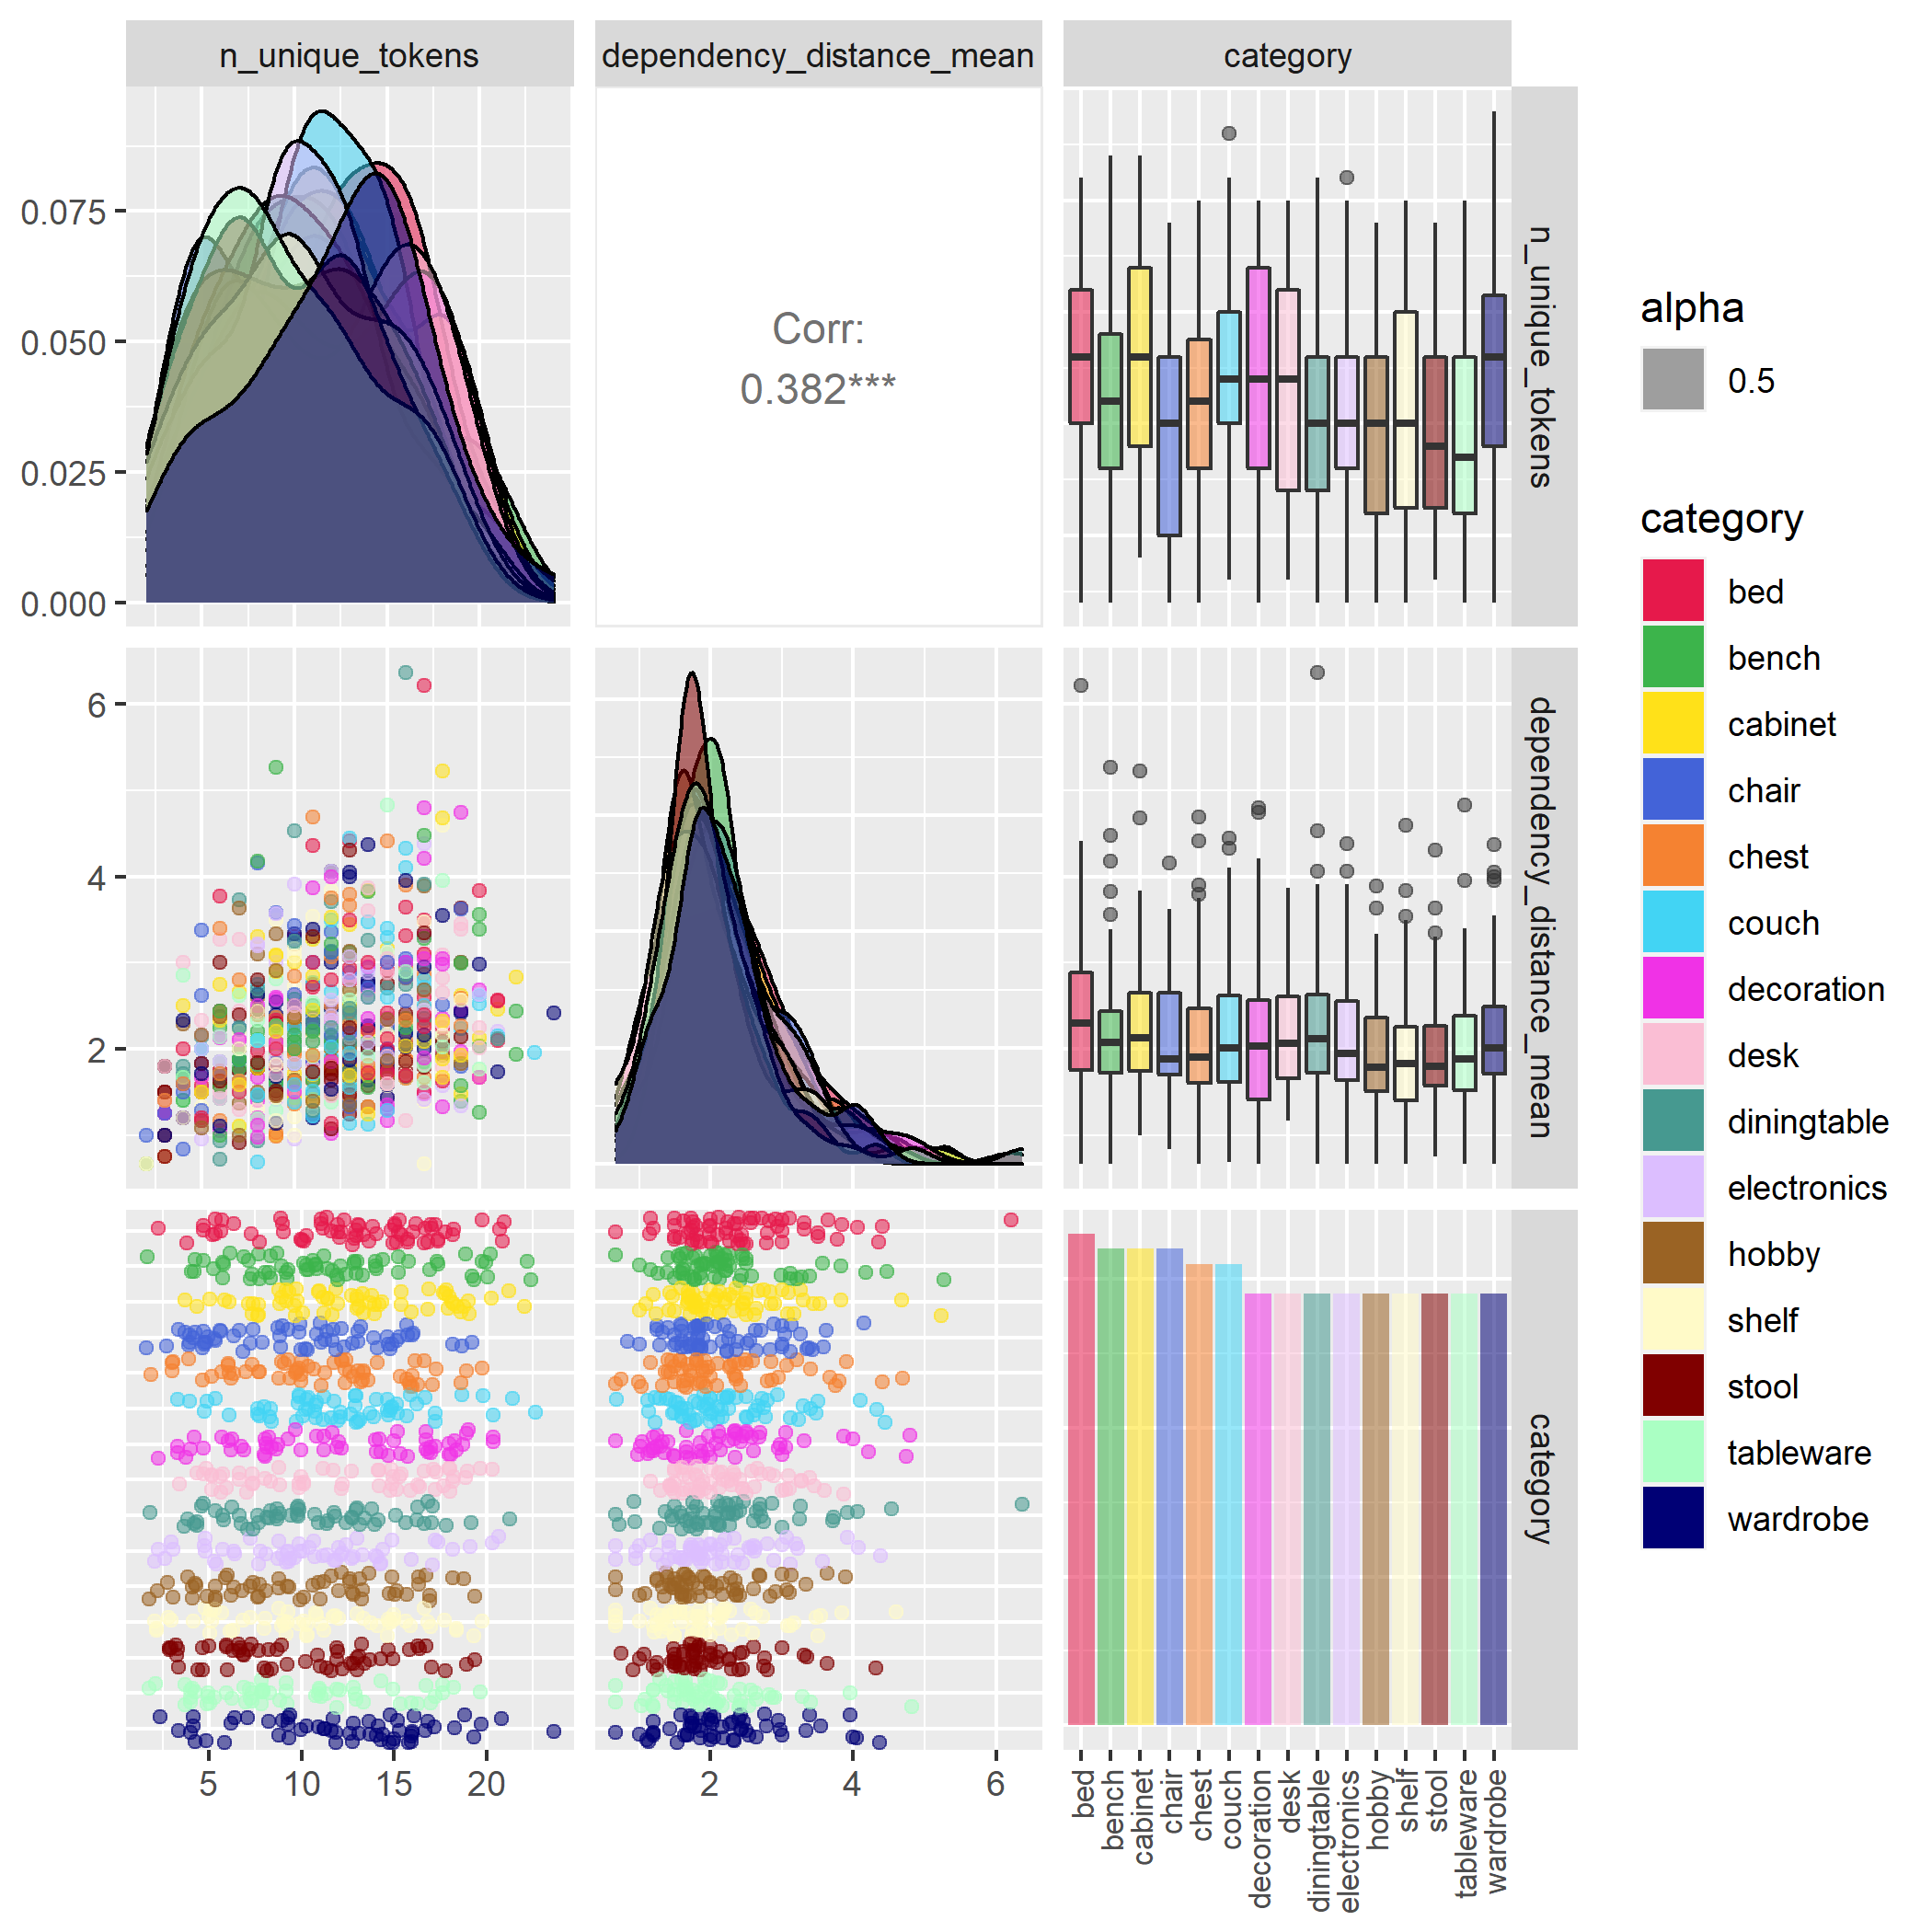 n_unique_tokens
dependency_distance_mean
category
0.075
0.050
0.025
0.000
Corr:
0.382***
n_unique_tokens
6
4
2
dependency_distance_mean
category
5
10
15
20
2
4
6
bed
bench
cabinet
chair
chest
couch
decoration
desk
diningtable
electronics
hobby
shelf
stool
tableware
wardrobe
alpha
0.5
category
bed
bench
cabinet
chair
chest
couch
decoration
desk
diningtable
electronics
hobby
shelf
stool
tableware
wardrobe